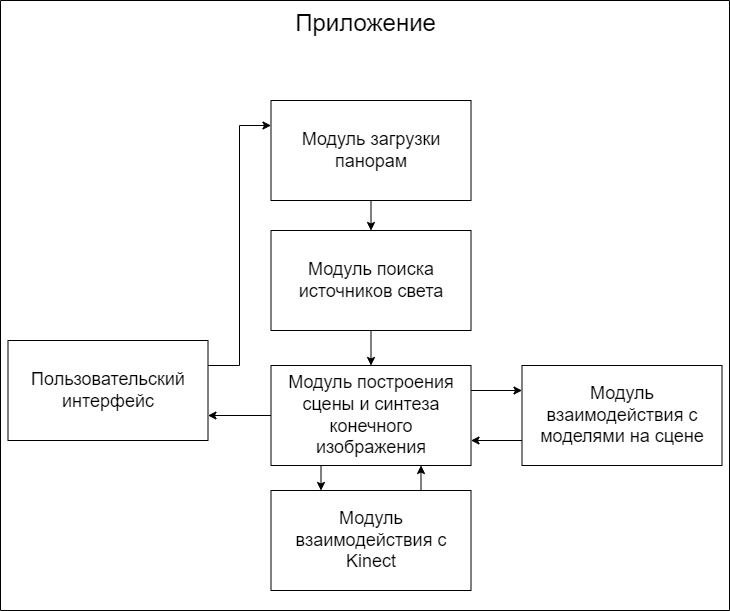 Приложение
Модуль загрузки
панорам
Модуль поиска
источников света
Пользовательский
интерфейс
Модуль построения
сцены и синтеза
конечного
изображения
Модуль
взаимодействия с
моделями на сцене
Модуль
взаимодействия с
Kinect